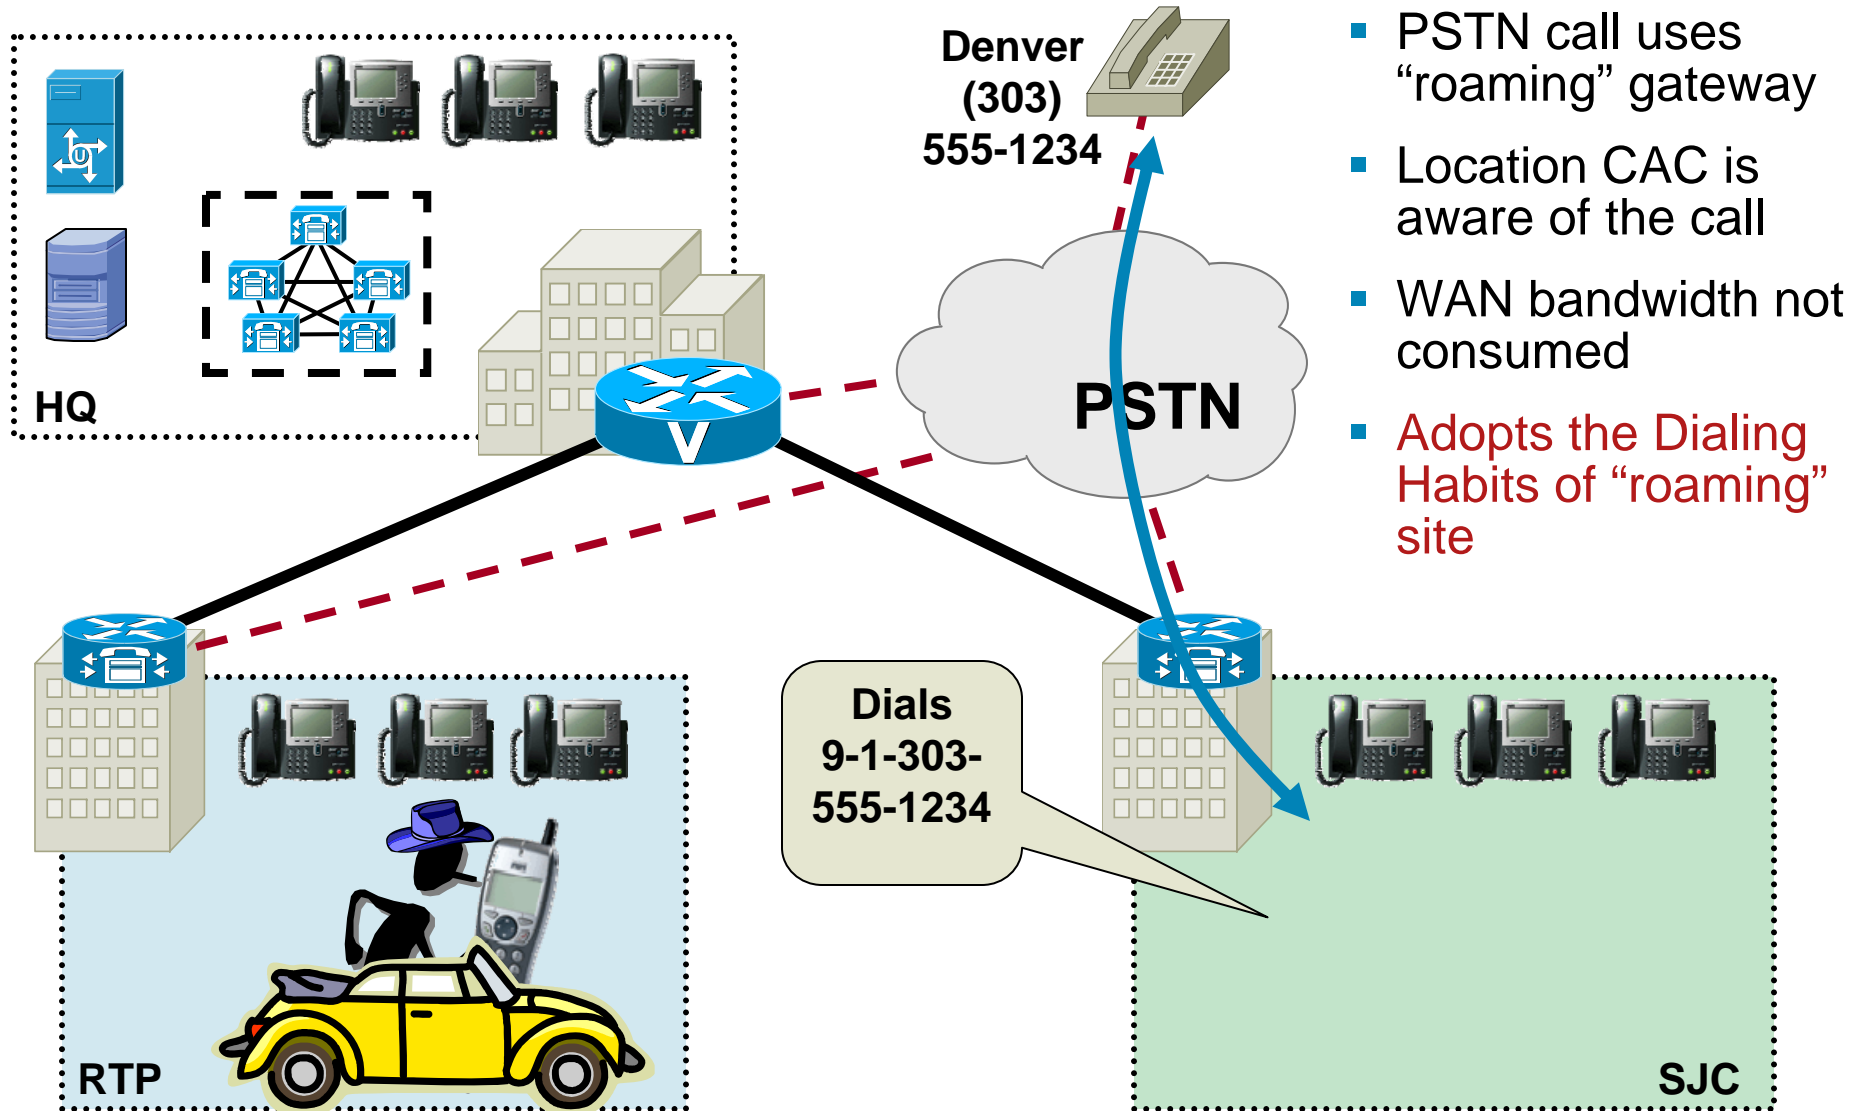 Denver
(303)
555-1234
PSTN call uses
“roaming” gateway
Location CAC is
aware of the call
WAN bandwidth not
consumed
Adopts the Dialing
Habits of “roaming”
site
U
HQ
V
PSTN
Dials
9-1-303-
555-1234
RTP
SJC